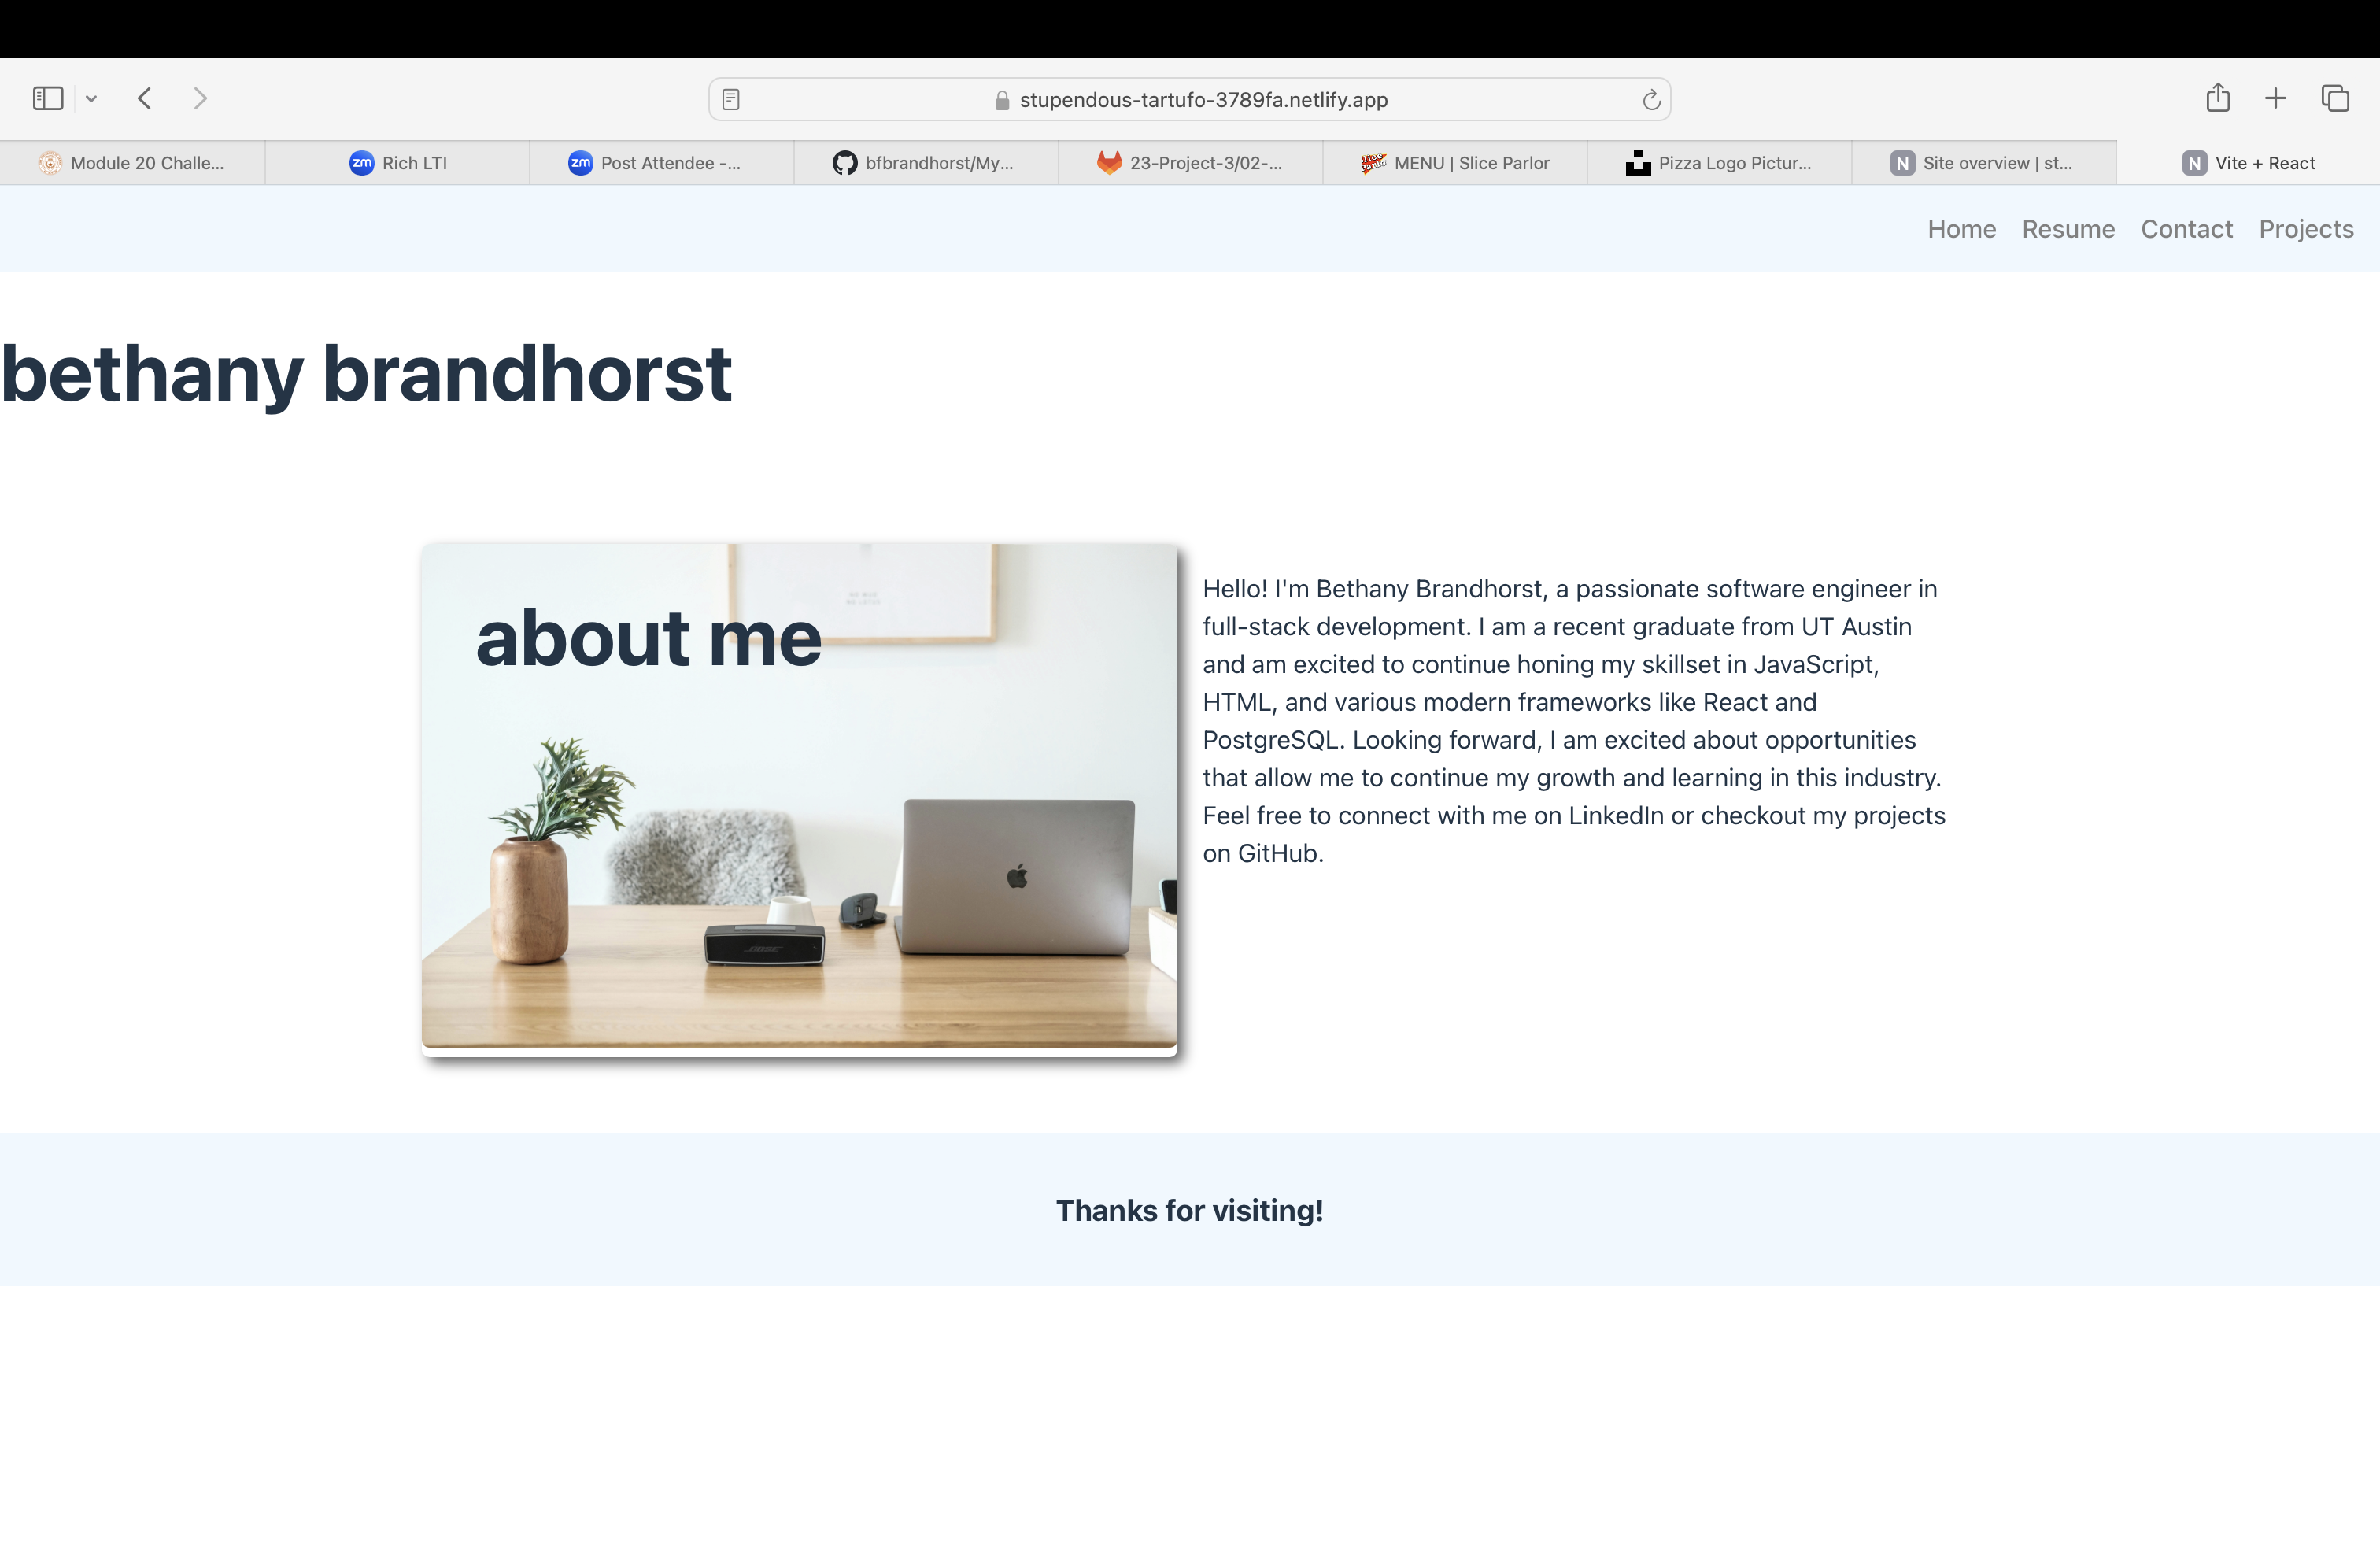 stupendous-tartufo-3789fa.netlify.app
Module 20 Challe...
zm Rich LTI
zm Post Attendee -...
bfbrandhorst/My...
23-Project-3/02-...
MENU | Slice Parlor
Pizza Logo Pictur...
N Site overview | st...
N Vite + React
Home Resume Contact Projects
bethany brandhorst
about me
Hello! I'm Bethany Brandhorst, a passionate software engineer in
full-stack development. I am a recent graduate from UT Austin
and am excited to continue honing my skillset in JavaScript,
HTML, and various modern frameworks like React and
PostgreSQL. Looking forward, I am excited about opportunities
that allow me to continue my growth and learning in this industry.
Feel free to connect with me on LinkedIn or checkout my projects
on GitHub.
BOSE
Thanks for visiting!